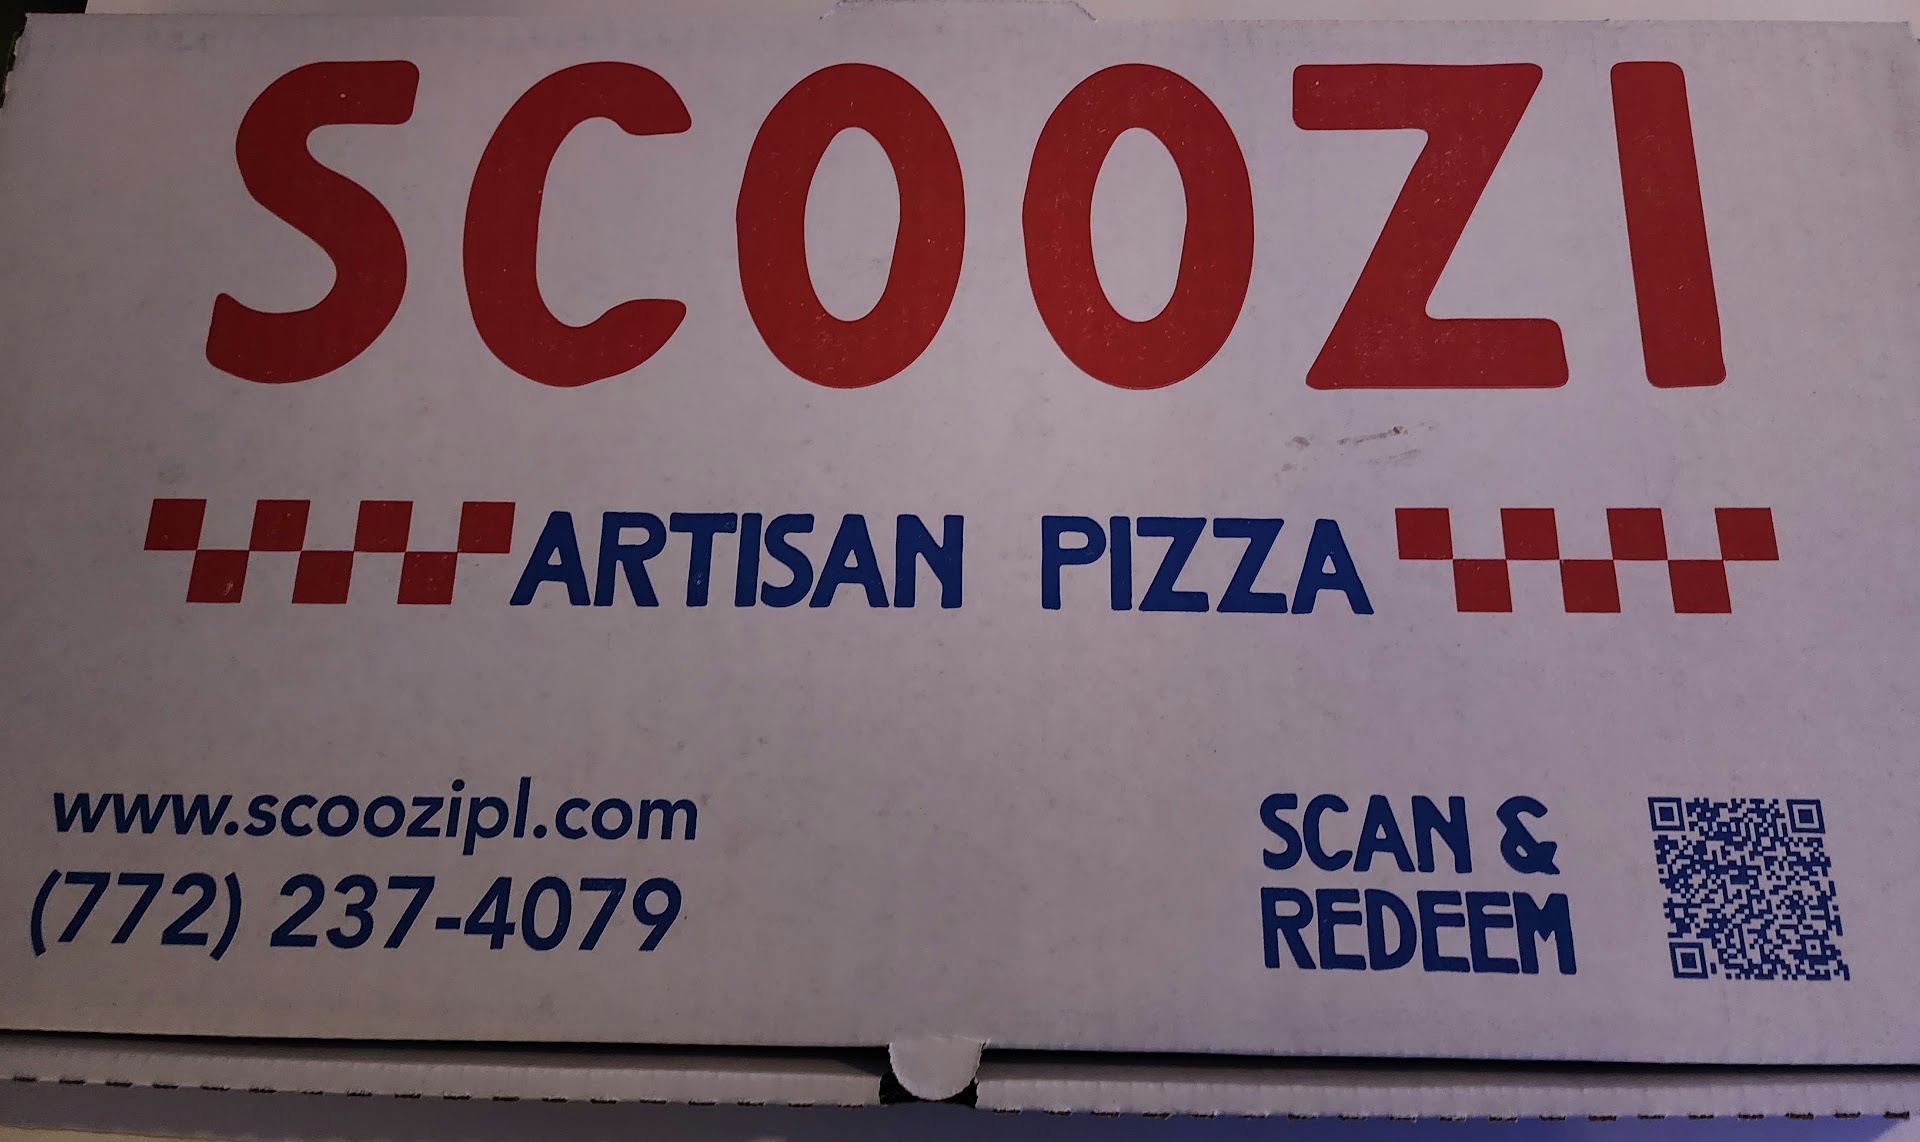 SCOOZI
ARTISAN PIZZA
www.scoozipl.com
(772) 237-4079
SCAN &
REDEEM